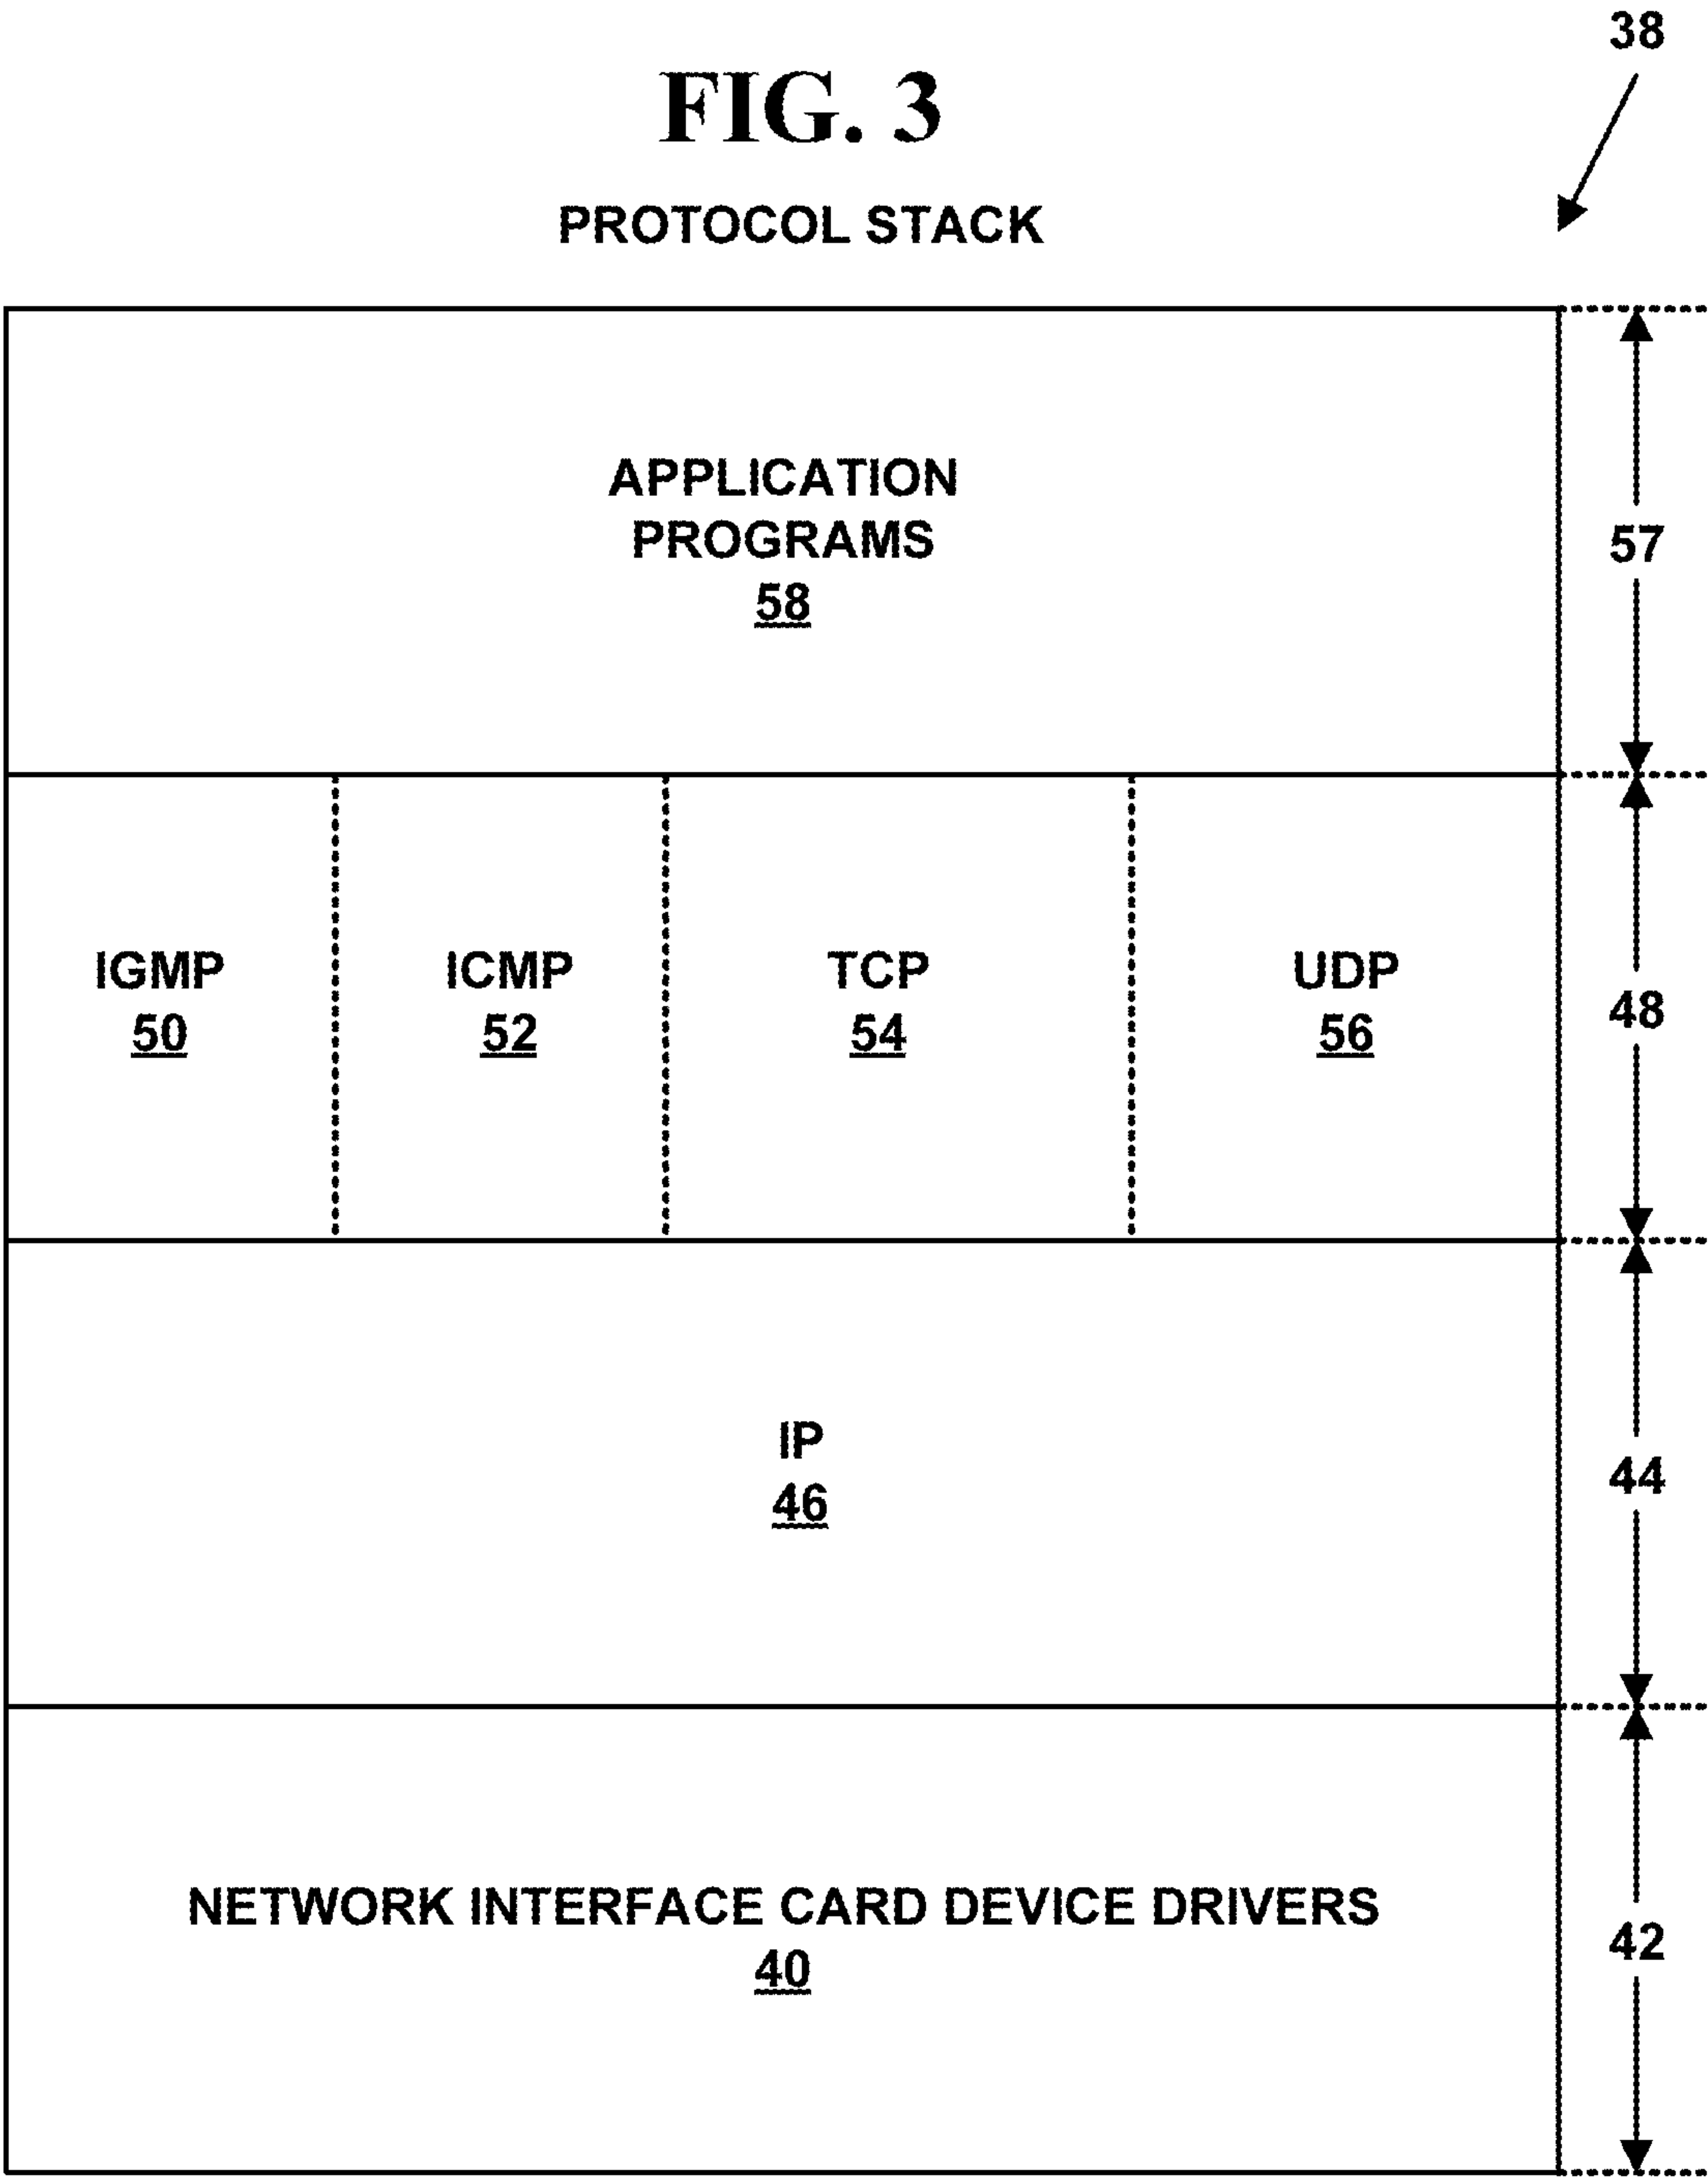 38
FIG. 3
PROTOCOL STACK
APPLICATION
PROGRAMS
58
57
IGMP
50
ICMP
52
TCP
54
UDP
56
48
IP
46
44
NETWORK INTERFACE CARD DEVICE DRIVERS
40
42